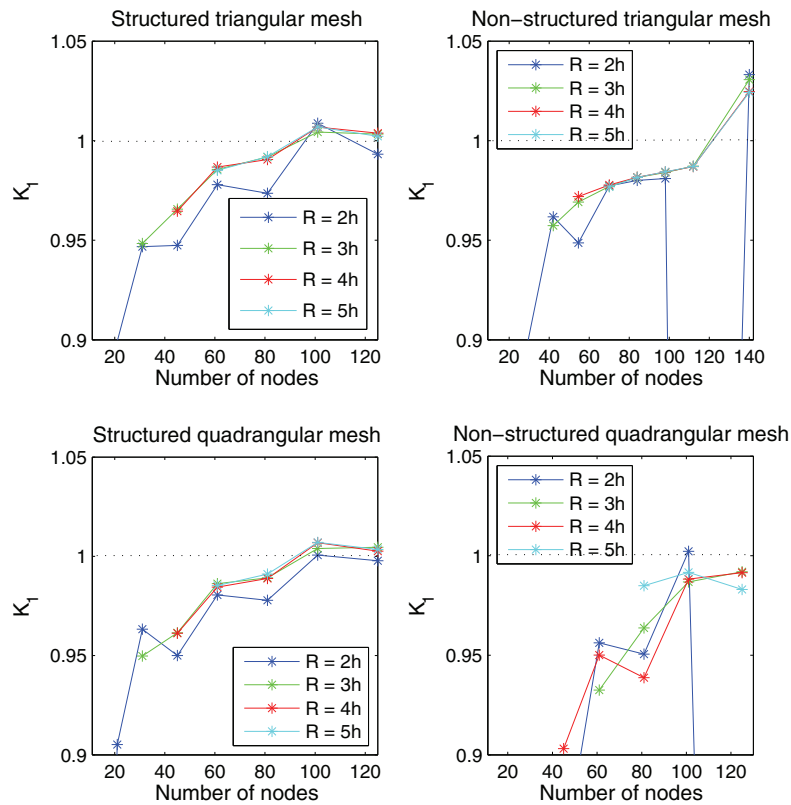 Structured triangular mesh
1.05
1
0.95
0.9
K_I
20 40 60 80 100 120
Number of nodes
R = 2h
R = 3h
R = 4h
R = 5h
Non-structured triangular mesh
1.05
1
0.95
0.9
K_I
20 40 60 80 100 120 140
Number of nodes
R = 2h
R = 3h
R = 4h
R = 5h
Structured quadrangular mesh
1.05
1
0.95
0.9
K_I
20 40 60 80 100 120
Number of nodes
R = 2h
R = 3h
R = 4h
R = 5h
Non-structured quadrangular mesh
1.05
1
0.95
0.9
K_I
20 40 60 80 100 120
Number of nodes
R = 2h
R = 3h
R = 4h
R = 5h